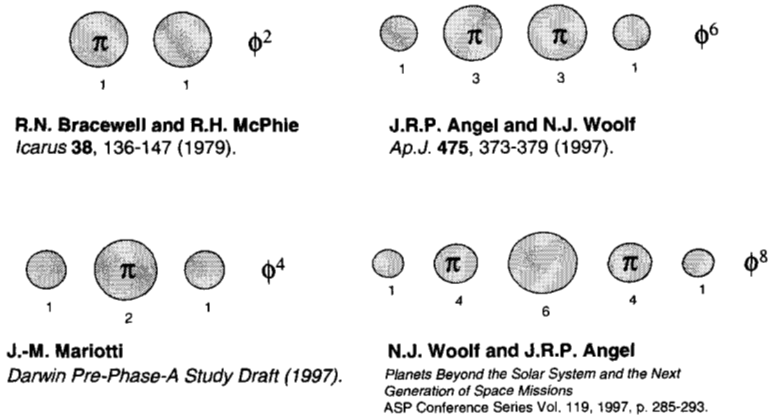 π φ2
1 1
R.N. Bracewell and R.H. McPhie
Icarus 38, 136-147 (1979).
π π φ6
1 3 3 1
J.R.P. Angel and N.J. Woolf
Ap.J. 475, 373-379 (1997).
π φ4
1 2 1
J.-M. Mariotti
Darwin Pre-Phase-A Study Draft (1997).
π π φ8
1 4 6 4 1
N.J. Woolf and J.R.P. Angel
Planets Beyond the Solar System and the Next
Generation of Space Missions
ASP Conference Series Vol. 119, 1997, p. 285-293.